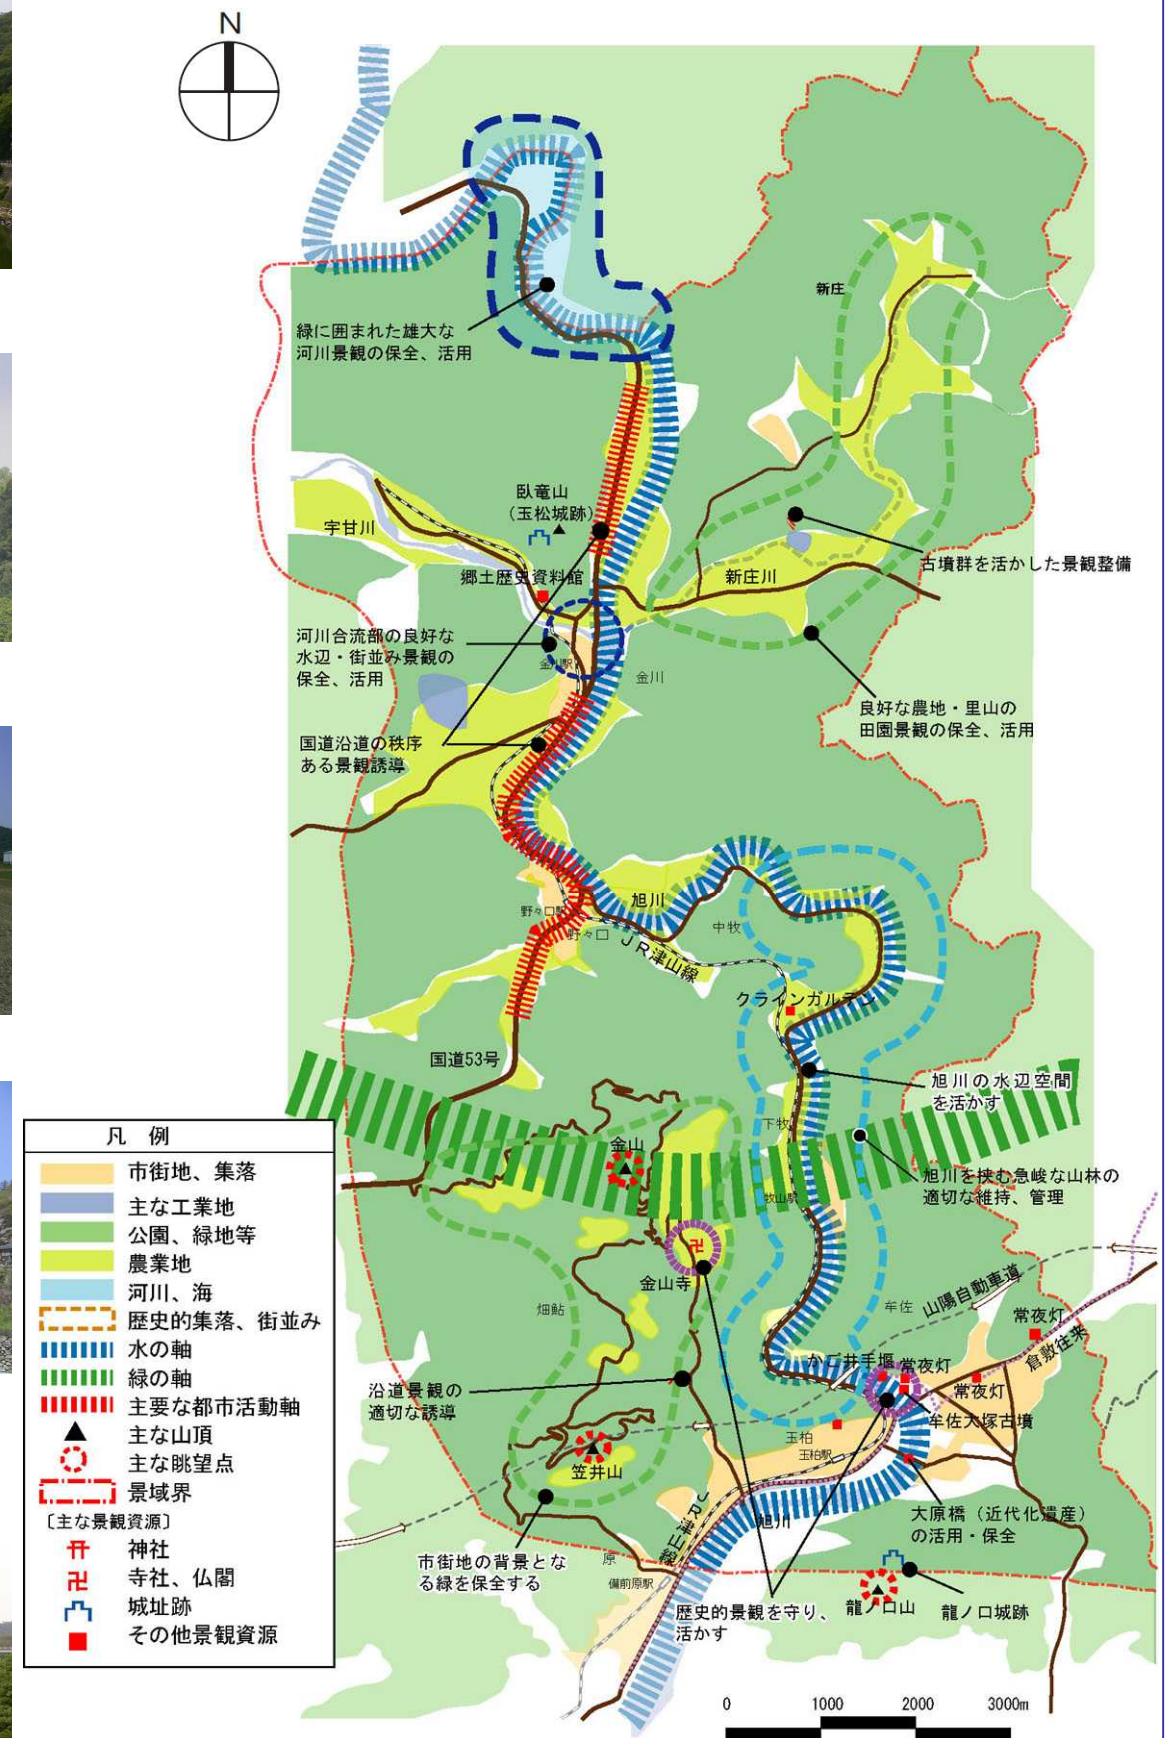 N
新庄
緑に囲まれた雄大な
河川景観の保全、活用
臥竜山
(玉松城跡)
宇甘川
郷土歴史資料館
新庄川
古墳群を活かした景観整備
河川合流部の良好な
水辺・街並み景観の
保全、活用
金川駅
金川
良好な農地・里山の
田園景観の保全、活用
国道沿道の秩序
ある景観誘導
旭川
野々口駅
野々口
中牧
JR津山線
クラインガルテン
国道53号
旭川の水辺空間
を活かす
下牧
金山
旭川を挟む急峻な山林の
適切な維持、管理
牧山駅
金山寺
畑鮎
牟佐
山陽自動車道
常夜灯
倉敷往来
かご井手堰
常夜灯
常夜灯
牟佐大塚古墳
沿道景観の
適切な誘導
玉柏
玉柏駅
笠井山
JR津山線
旭川
大原橋(近代化遺産)
の活用・保全
市街地の背景とな
る緑を保全する
原
備前原駅
歴史的景観を守り、
活かす
龍ノ口山
龍ノ口城跡
凡 例
市街地、集落
主な工業地
公園、緑地等
農業地
河川、海
歴史的集落、街並み
水の軸
緑の軸
主要な都市活動軸
主な山頂
主な眺望点
景域界
〔主な景観資源〕
神社
寺社、仏閣
城址跡
その他景観資源
0 1000 2000 3000m